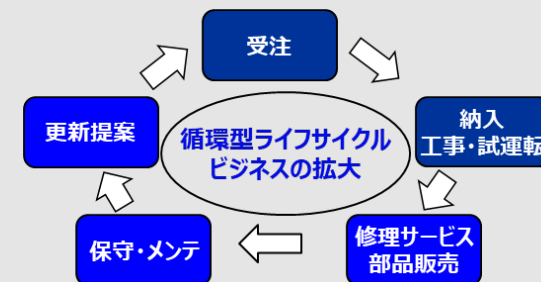 受注
納入
工事・試運転
修理サービス
部品販売
保守・メンテ
更新提案
循環型ライフサイクル
ビジネスの拡大